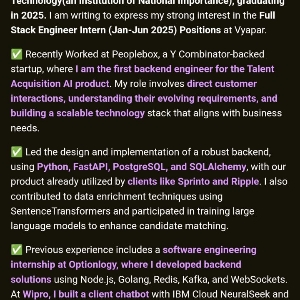 Technology(an Institution of National Importance), graduating
in 2025. I am writing to express my strong interest in the Full
Stack Engineer Intern (Jan-Jun 2025) Positions at Vyapar.
✅ Recently Worked at Peoplebox, a Y Combinator-backed
startup, where I am the first backend engineer for the Talent
Acquisition AI product. My role involves direct customer
interactions, understanding their evolving requirements, and
building a scalable technology stack that aligns with business
needs.
✅ Led the design and implementation of a robust backend,
using Python, FastAPI, PostgreSQL, and SQLAlchemy, with our
product already utilized by clients like Sprinto and Ripple. I also
contributed to data enrichment techniques using
SentenceTransformers and participated in training large
language models to enhance candidate matching.
✅ Previous experience includes a software engineering
internship at Optionlogy, where I developed backend
solutions using Node.js, Golang, Redis, Kafka, and WebSockets.
At Wipro, I built a client chatbot with IBM Cloud NeuralSeek and